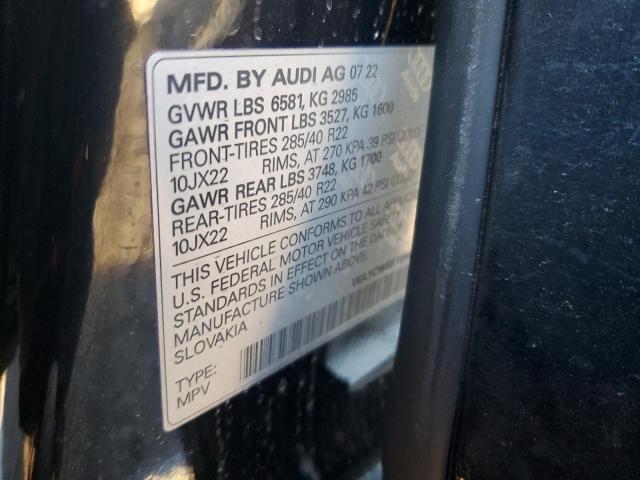 MFD. BY AUDI AG 07 22
GVWR LBS 6581, KG 2985
GAWR FRONT LBS 3527, KG 1600
FRONT-TIRES 285/40 R22
10JX22 RIMS, AT 270 KPA 39 PSI COLD
GAWR REAR LBS 3748, KG 1700
REAR-TIRES 285/40 R22
10JX22 RIMS, AT 290 KPA 42 PSI COLD
THIS VEHICLE CONFORMS TO ALL
U.S. FEDERAL MOTOR VEHICLE SAFETY
STANDARDS IN EFFECT ON THE DATE OF
MANUFACTURE SHOWN ABOVE.
SLOVAKIA
TYPE:
MPV